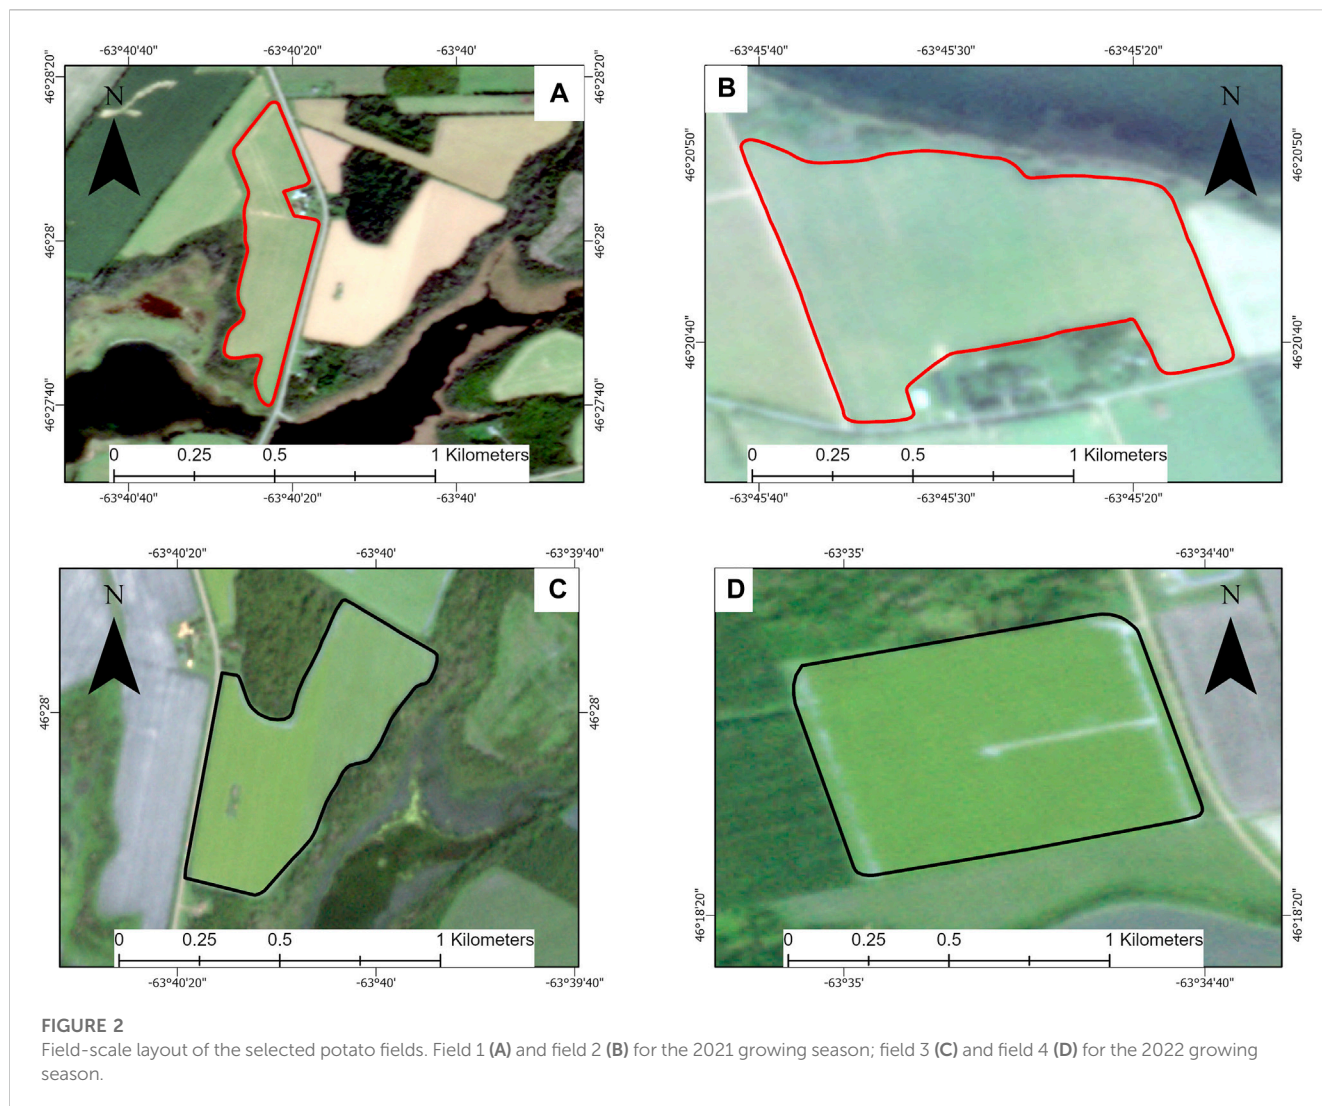 -63°40'40" -63°40'20" -63°40"
46°28'20" 46°28' 46°27'40"
N
A
46°28'20" 46°28' 46°27'40"
0 0.25 0.5 1 Kilometers
-63°40'40" -63°40'20" -63°40"
-63°45'40" -63°45'30" -63°45'20"
B
N
46°20'50" 46°20'40"
46°20'50" 46°20'40"
0 0.25 0.5 1 Kilometers
-63°45'40" -63°45'30" -63°45'20"
-63°40'20" -63°40' -63°39'40"
N
C
46°28'
46°28'
0 0.25 0.5 1 Kilometers
-63°40'20" -63°40' -63°39'40"
-63°35' -63°34'40"
D
N
46°18'20"
46°18'20"
0 0.25 0.5 1 Kilometers
-63°35' -63°34'40"
FIGURE 2
Field-scale layout of the selected potato fields. Field 1 (A) and field 2 (B) for the 2021 growing season; field 3 (C) and field 4 (D) for the 2022 growing
season.